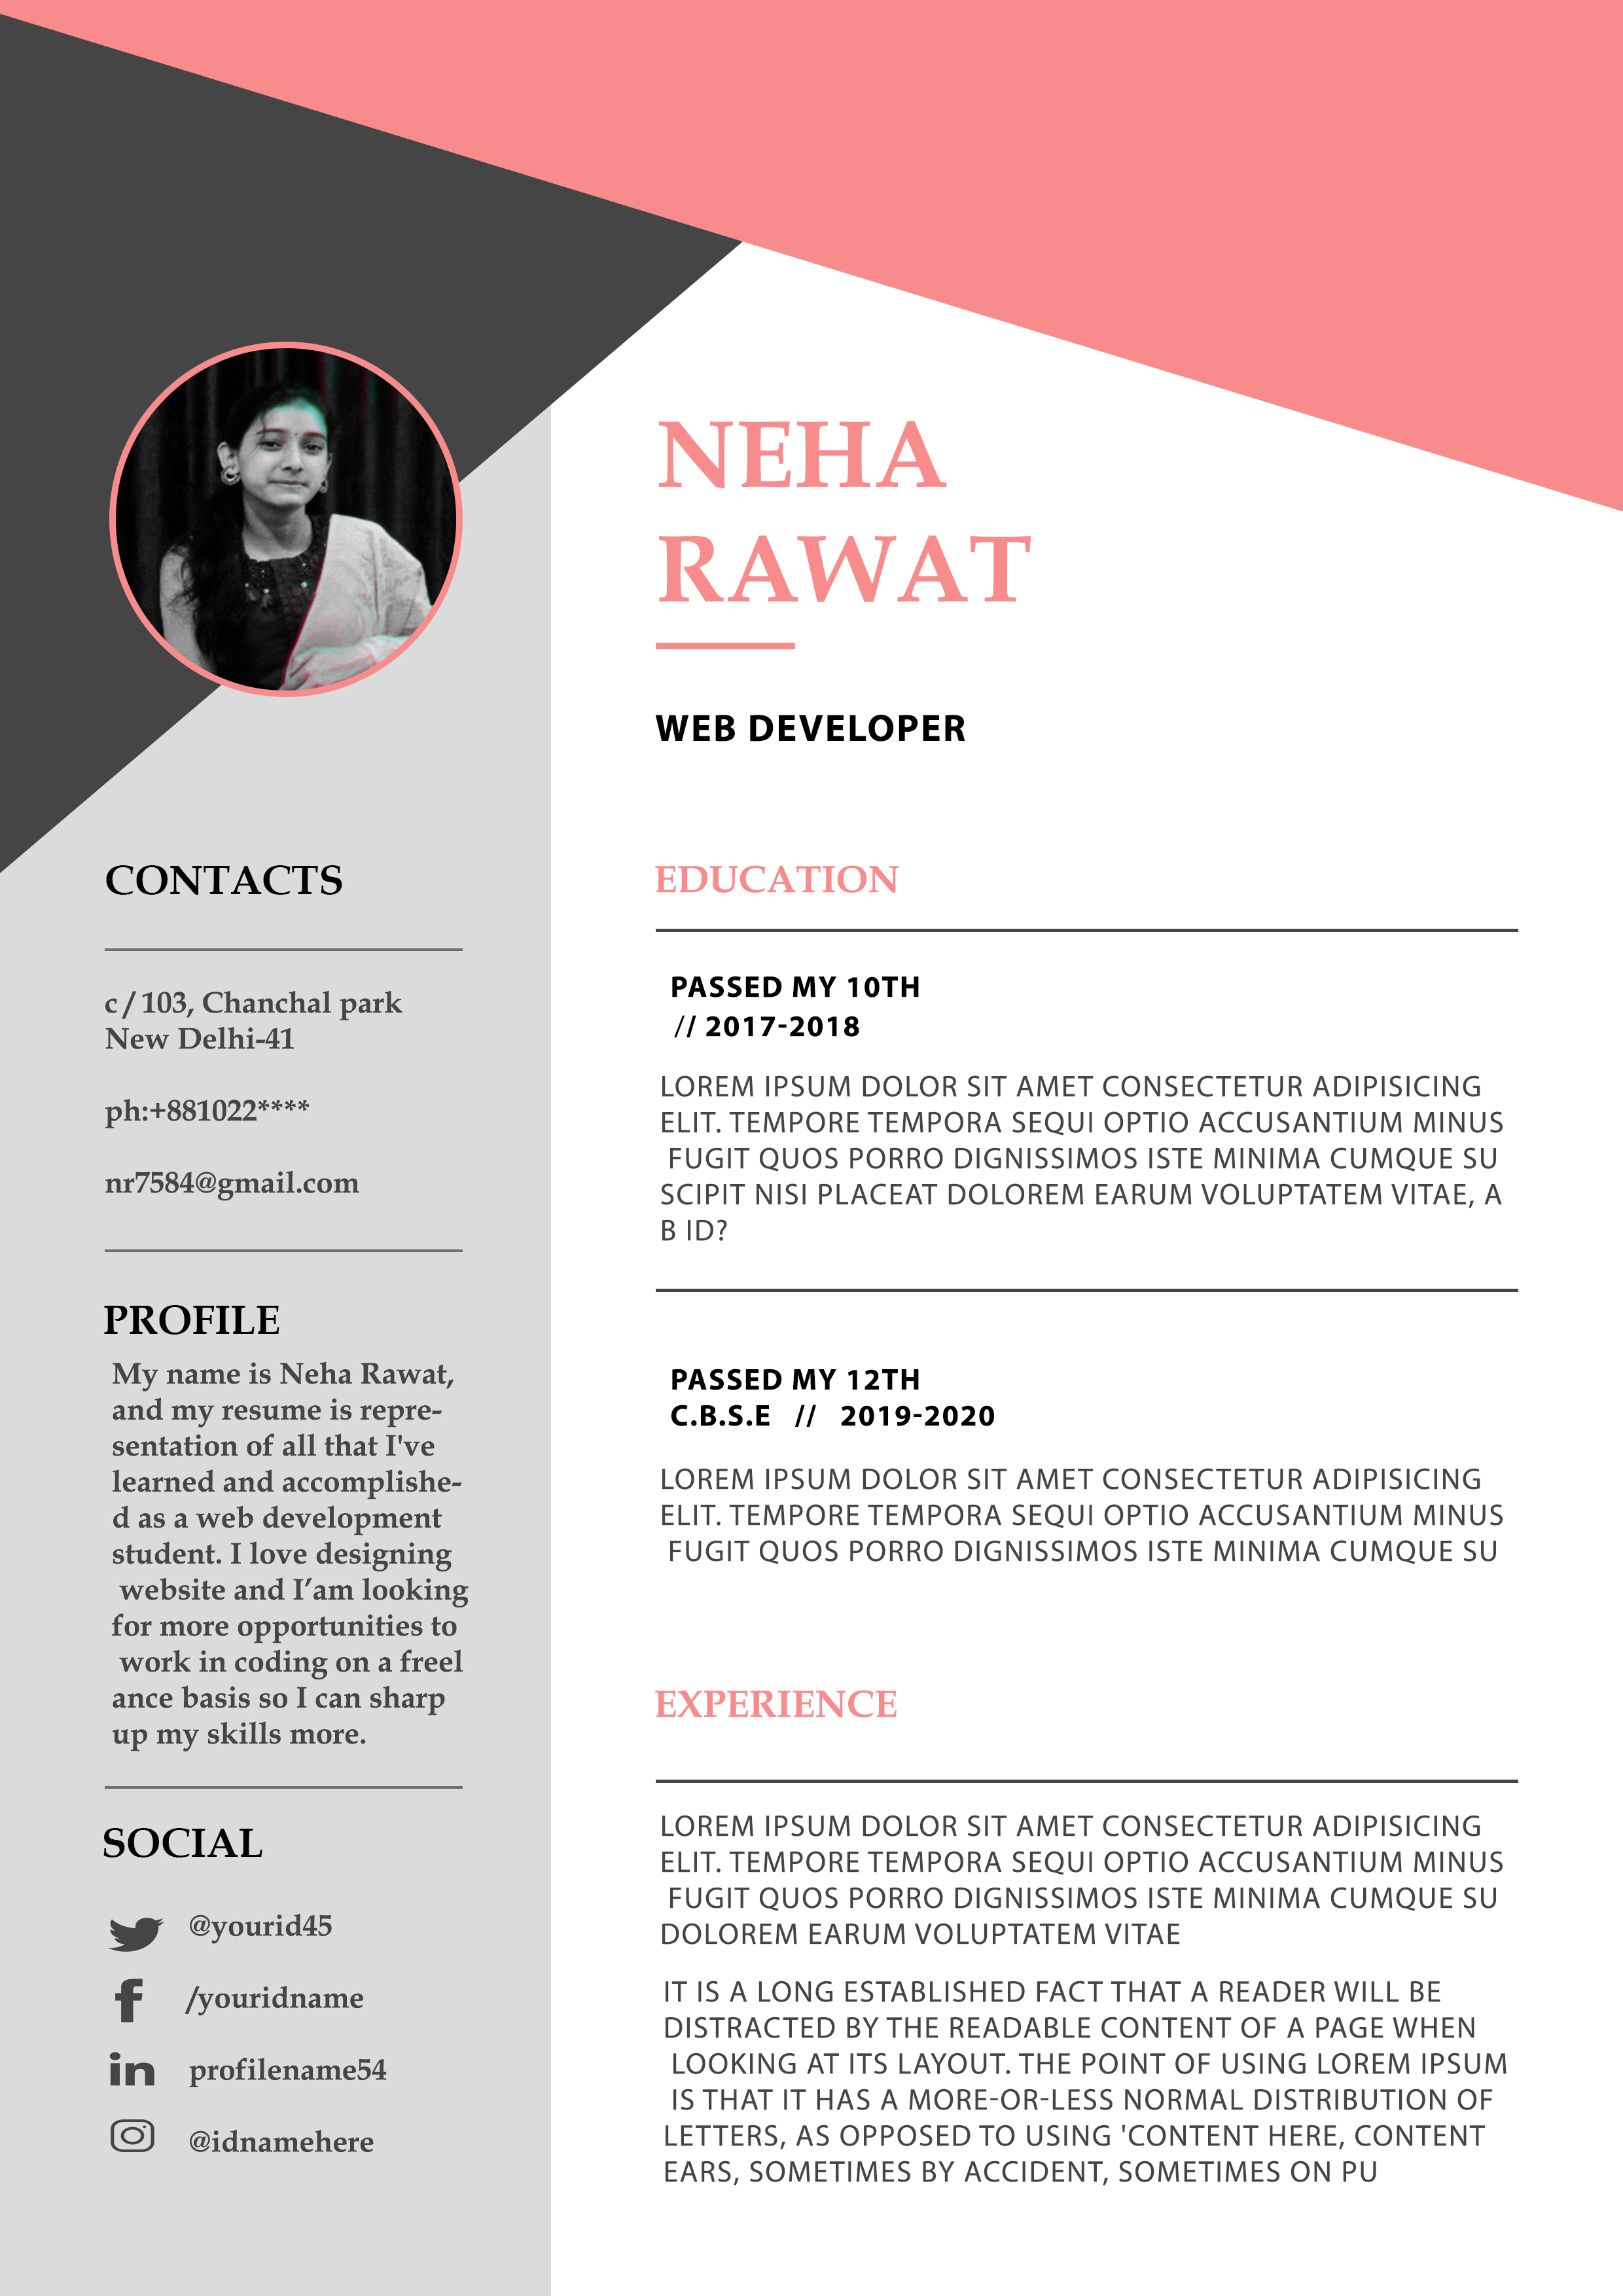 NEHA
RAWAT
WEB DEVELOPER
CONTACTS
c / 103, Chanchal park
New Delhi-41
ph:+881022****
nr7584@gmail.com
PROFILE
My name is Neha Rawat,
and my resume is repre-
sentation of all that I've
learned and accomplishe-
d as a web development
student. I love designing
website and I’am looking
for more opportunities to
work in coding on a freel
ance basis so I can sharp
up my skills more.
SOCIAL
@yourid45
/youridname
in profilename54
@idnamehere
EDUCATION
PASSED MY 10TH
// 2017-2018
LOREM IPSUM DOLOR SIT AMET CONSECTETUR ADIPISICING
ELIT. TEMPORE TEMPORA SEQUI OPTIO ACCUSANTIUM MINUS
FUGIT QUOS PORRO DIGNISSIMOS ISTE MINIMA CUMQUE SU
SCIPIT NISI PLACEAT DOLOREM EARUM VOLUPTATEM VITAE, A
B ID?
PASSED MY 12TH
C.B.S.E // 2019-2020
LOREM IPSUM DOLOR SIT AMET CONSECTETUR ADIPISICING
ELIT. TEMPORE TEMPORA SEQUI OPTIO ACCUSANTIUM MINUS
FUGIT QUOS PORRO DIGNISSIMOS ISTE MINIMA CUMQUE SU
EXPERIENCE
LOREM IPSUM DOLOR SIT AMET CONSECTETUR ADIPISICING
ELIT. TEMPORE TEMPORA SEQUI OPTIO ACCUSANTIUM MINUS
FUGIT QUOS PORRO DIGNISSIMOS ISTE MINIMA CUMQUE SU
DOLOREM EARUM VOLUPTATEM VITAE
IT IS A LONG ESTABLISHED FACT THAT A READER WILL BE
DISTRACTED BY THE READABLE CONTENT OF A PAGE WHEN
LOOKING AT ITS LAYOUT. THE POINT OF USING LOREM IPSUM
IS THAT IT HAS A MORE-OR-LESS NORMAL DISTRIBUTION OF
LETTERS, AS OPPOSED TO USING 'CONTENT HERE, CONTENT
EARS, SOMETIMES BY ACCIDENT, SOMETIMES ON PU